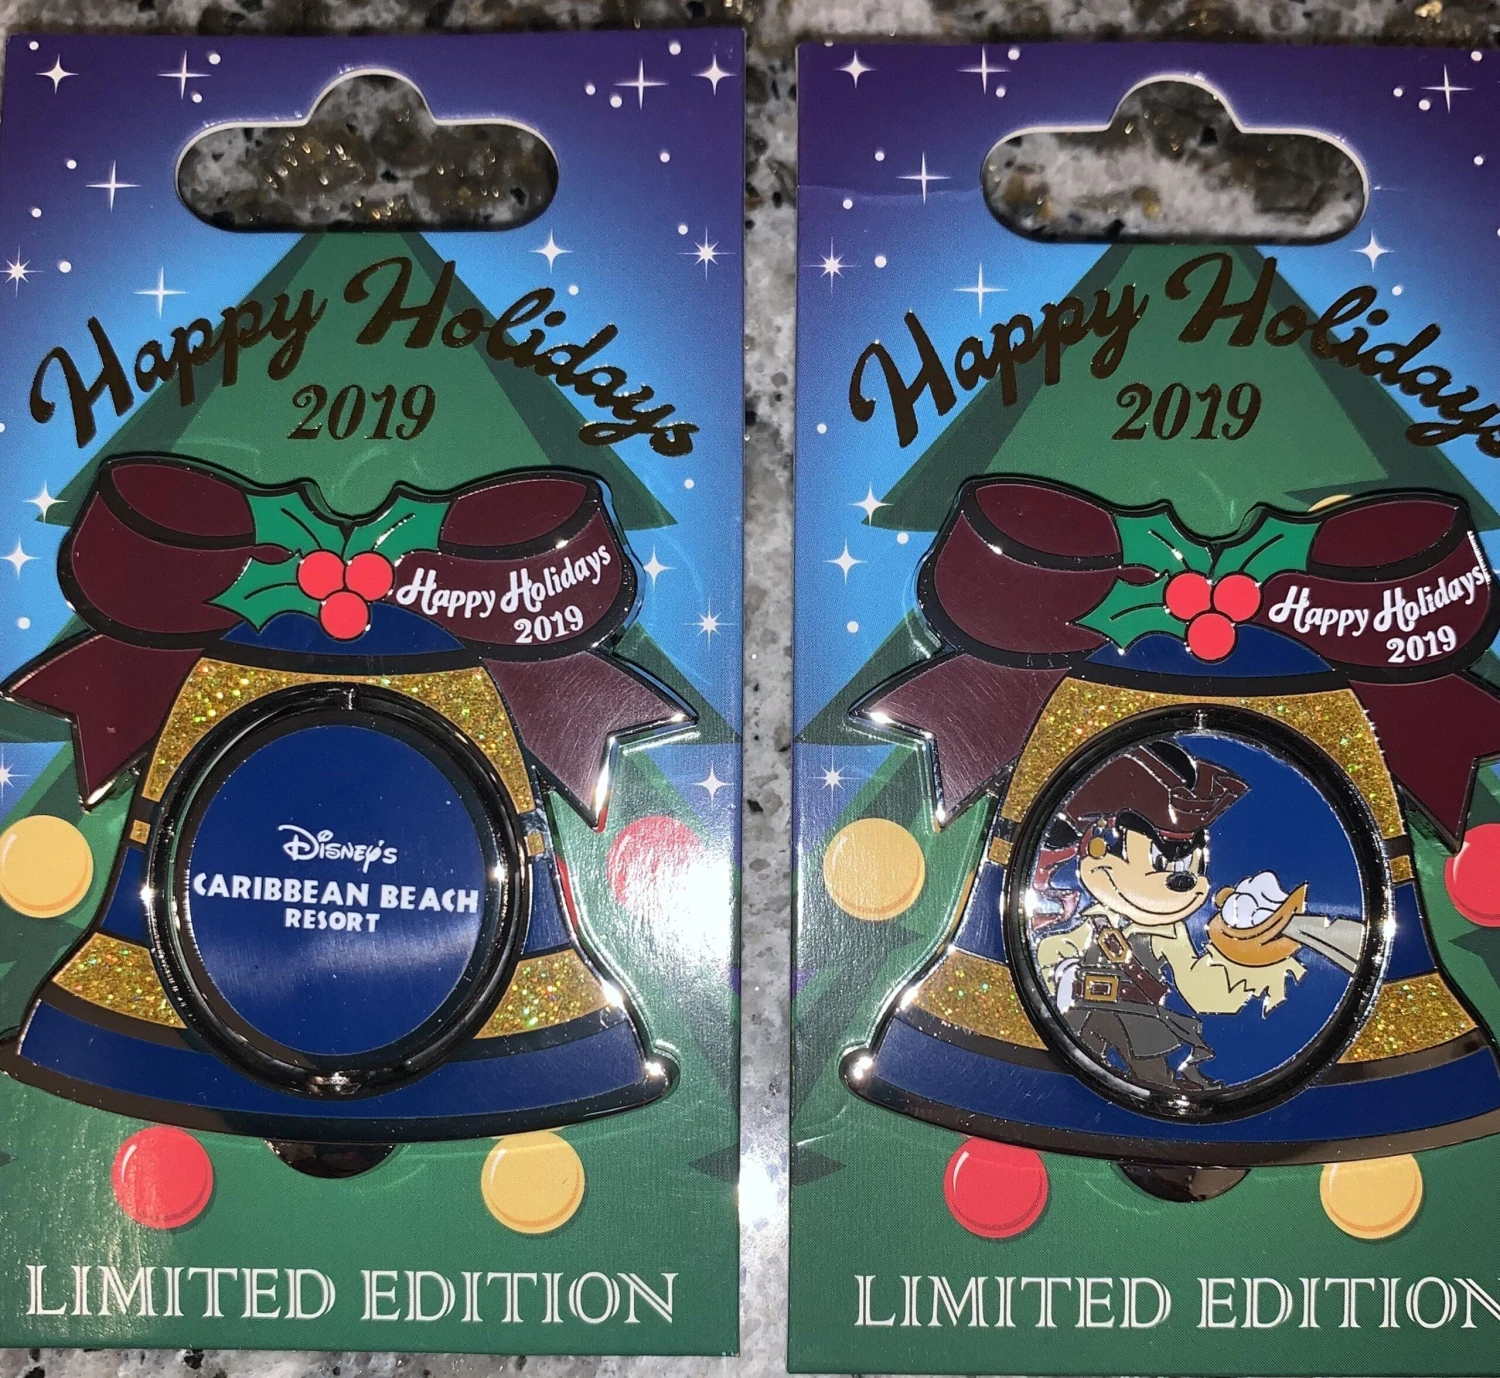 Happy Holidays
2019
Happy Holidays
2019
Disney's
CARIBBEAN BEACH
RESORT
LIMITED EDITION
Happy Holidays
2019
Happy Holidays
2019
LIMITED EDITION